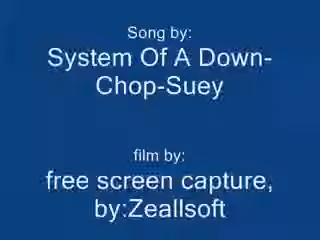 Song by:
System Of A Down-
Chop-Suey
film by:
free screen capture,
by:Zeallsoft